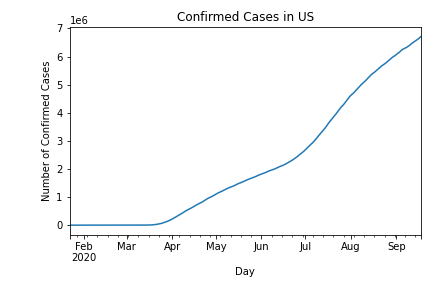 Confirmed Cases in US
1e6
7
6
5
4
3
2
1
0
Number of Confirmed Cases
Feb Mar Apr May Jun Jul Aug Sep
2020
Day